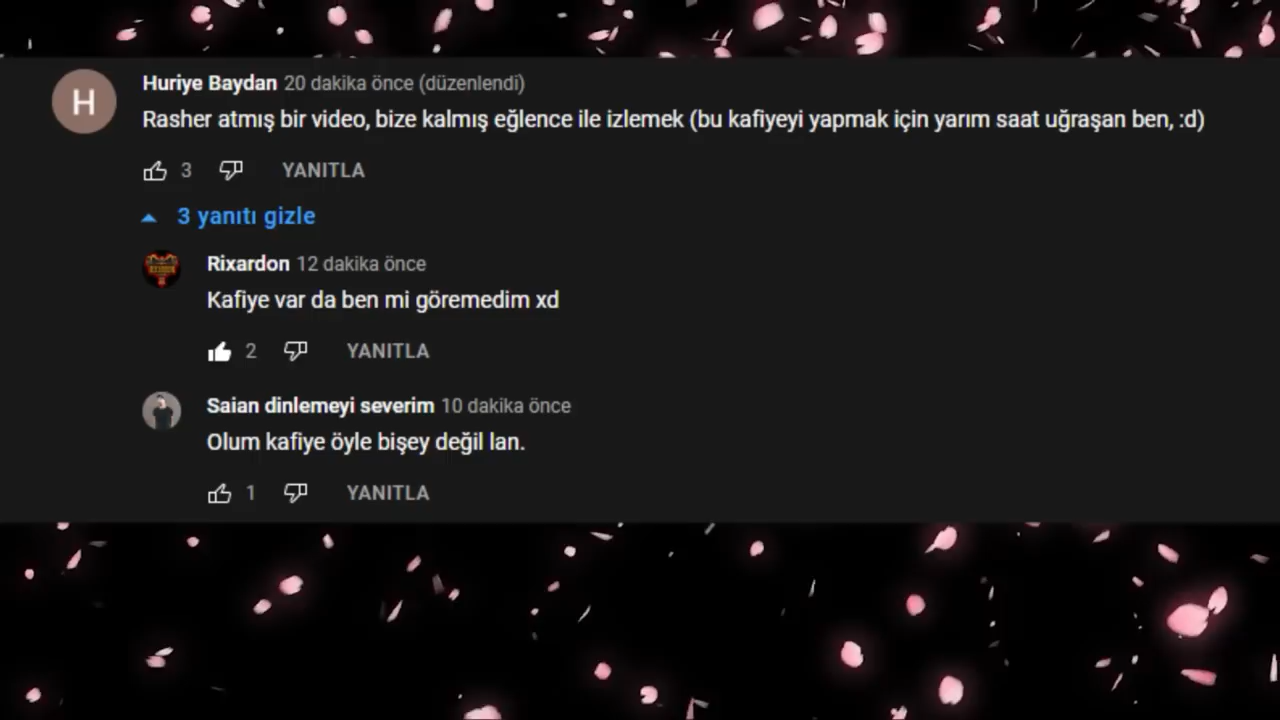 H
Huriye Baydan 20 dakika önce (düzenlendi)
Rasher atmış bir video, bize kalmış eğlence ile izlemek (bu kafiyeyi yapmak için yarım saat uğraşan ben, :d)
3 YANITLA
3 yanıtı gizle
Rixardon 12 dakika önce
Kafiye var da ben mi göremedim xd
2 YANITLA
Saian dinlemeyi severim 10 dakika önce
Olum kafiye öyle bişey değil lan.
1 YANITLA